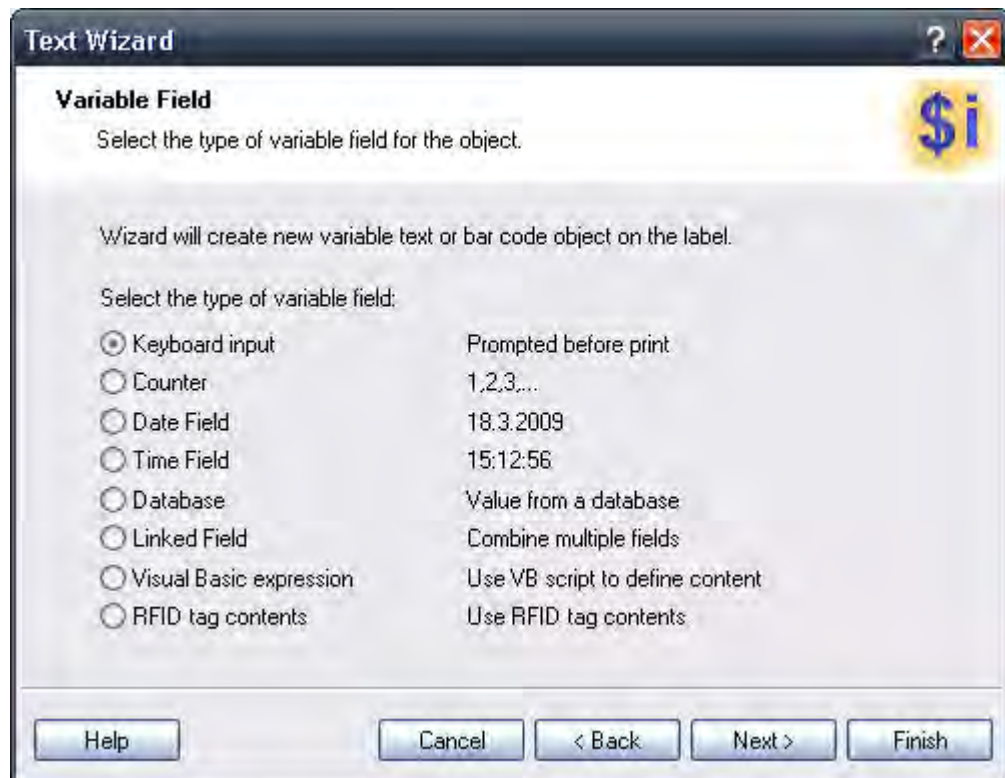 Text Wizard ?
Variable Field
Select the type of variable field for the object.
$i
Wizard will create new variable text or bar code object on the label.
Select the type of variable field:
Keyboard input Prompted before print
Counter 1,2,3,...
Date Field 18.3.2009
Time Field 15:12:56
Database Value from a database
Linked Field Combine multiple fields
Visual Basic expression Use VB script to define content
RFID tag contents Use RFID tag contents
Help Cancel < Back Next > Finish